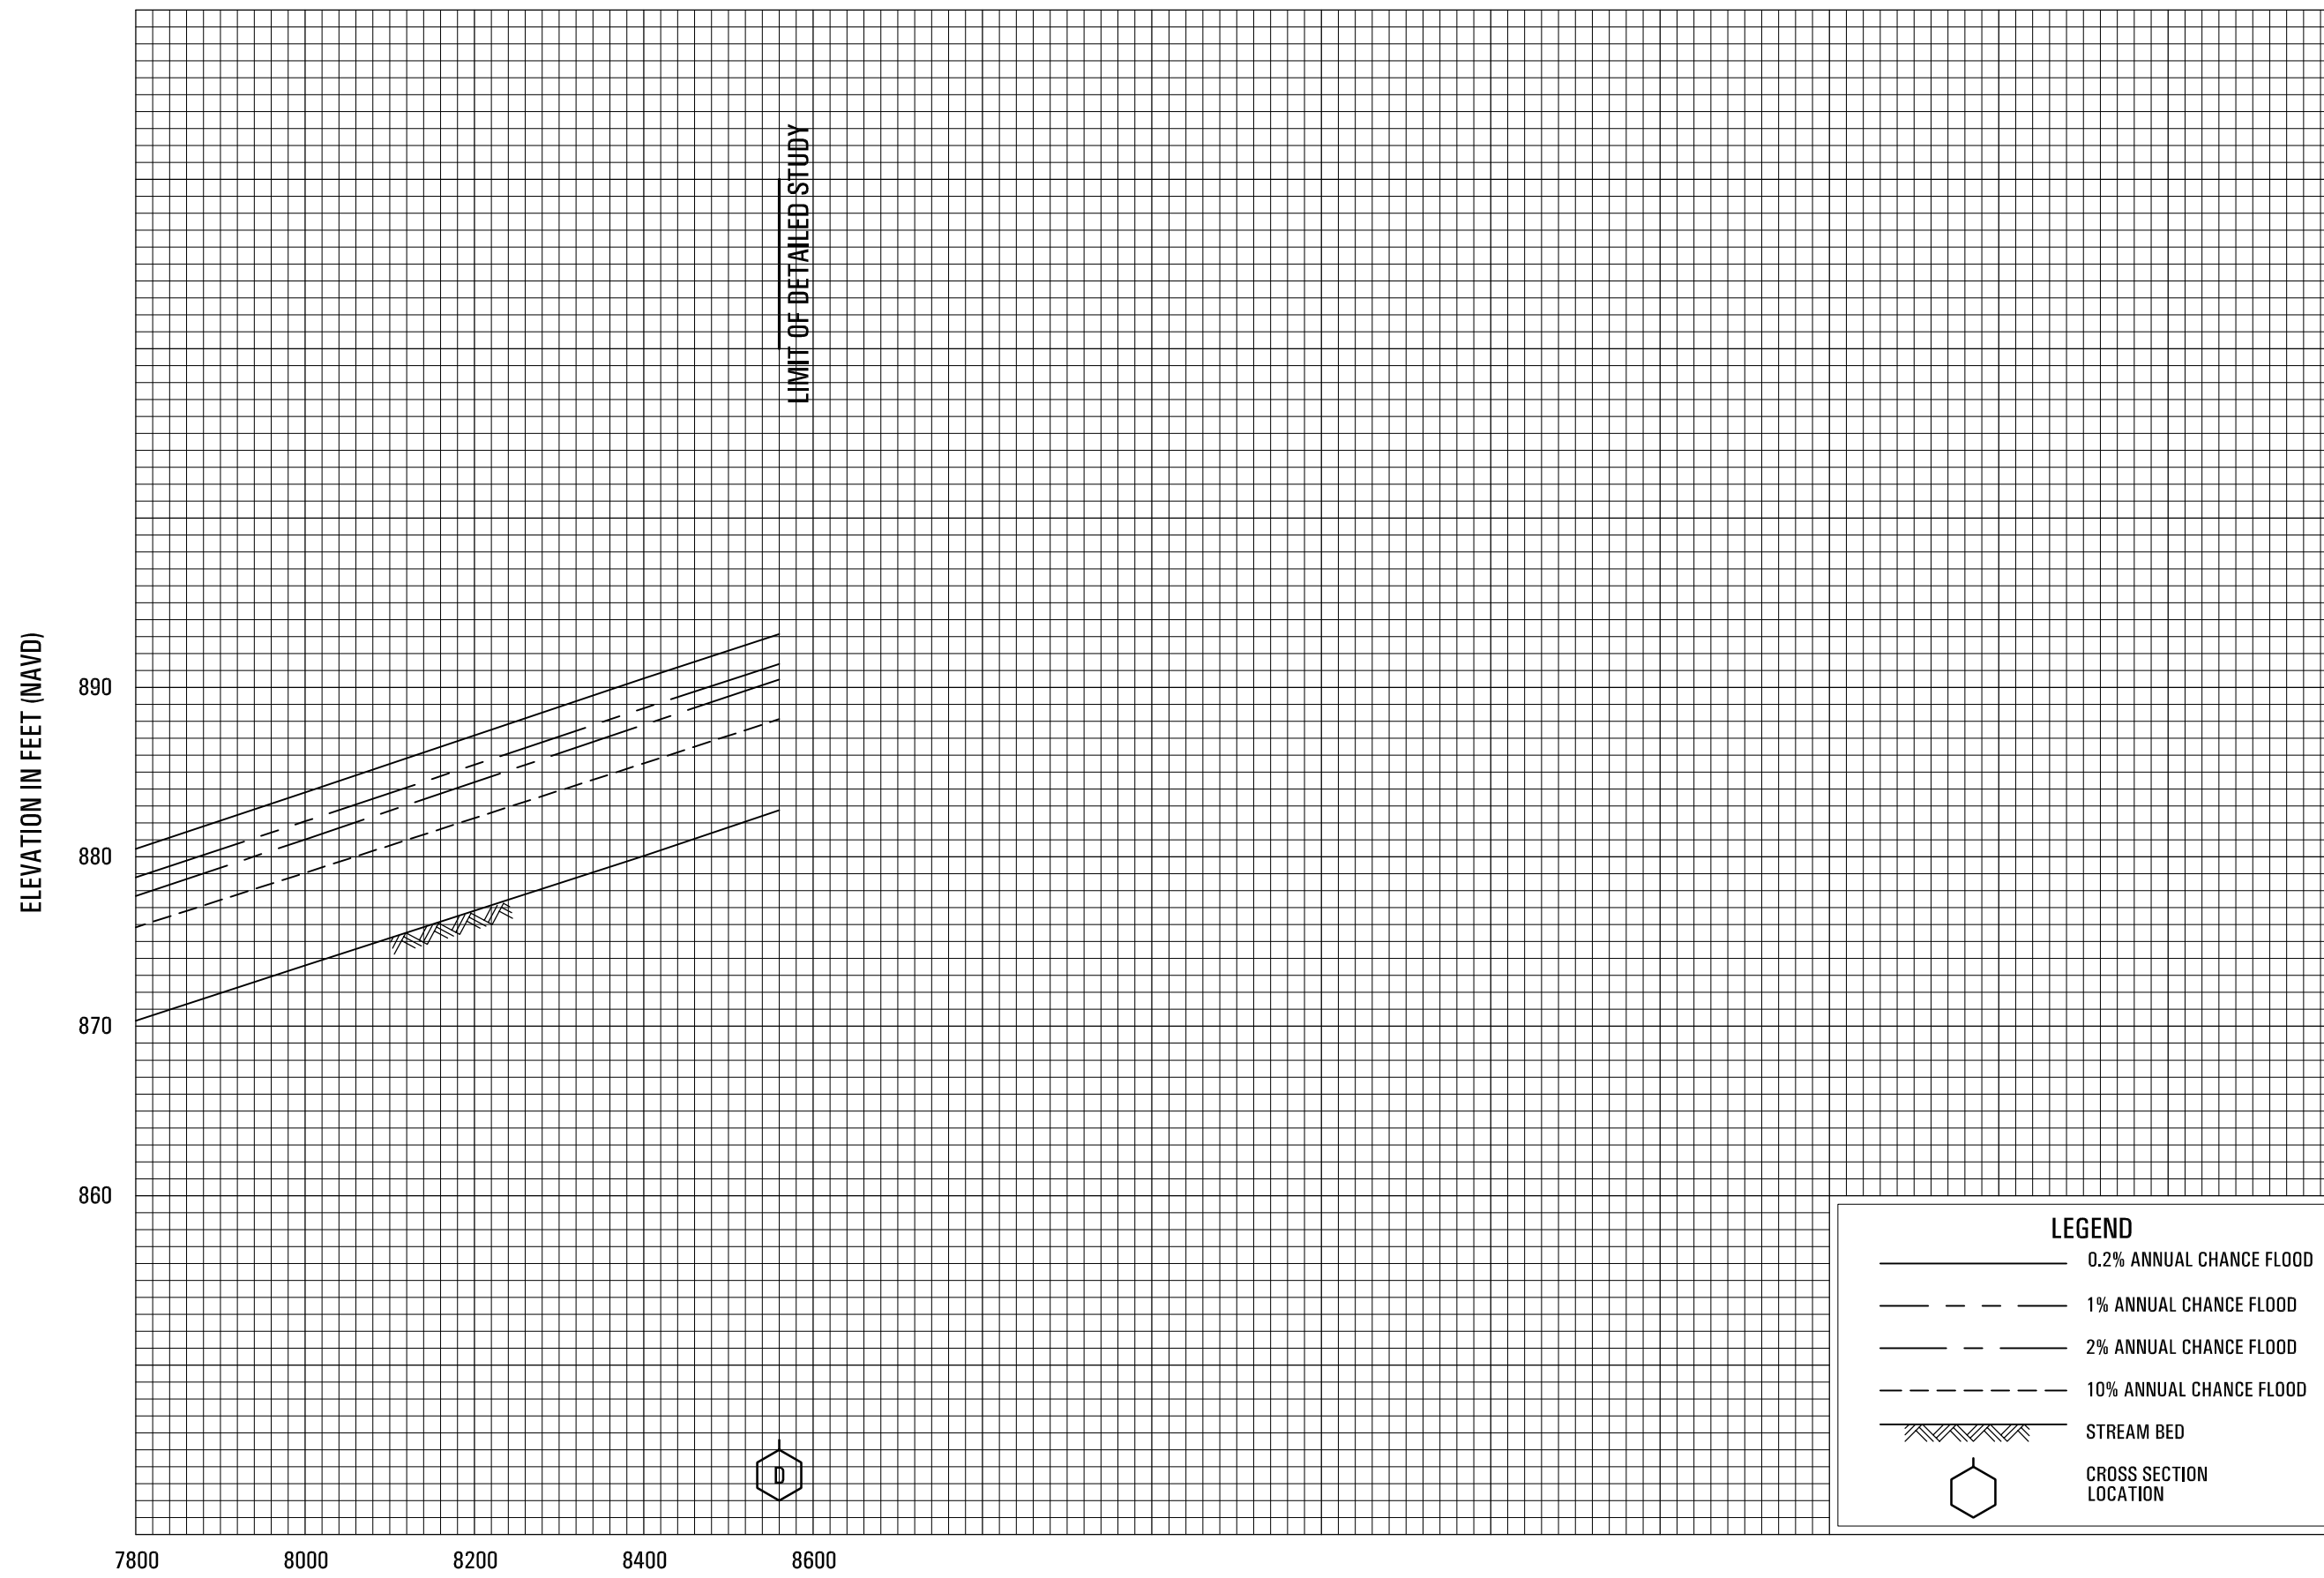 LIMIT OF DETAILED STUDY
ELEVATION IN FEET (NAVD)
890
880
870
860
D
7800
8000
8200
8400
8600
LEGEND
0.2% ANNUAL CHANCE FLOOD
1% ANNUAL CHANCE FLOOD
2% ANNUAL CHANCE FLOOD
10% ANNUAL CHANCE FLOOD
STREAM BED
CROSS SECTION
LOCATION